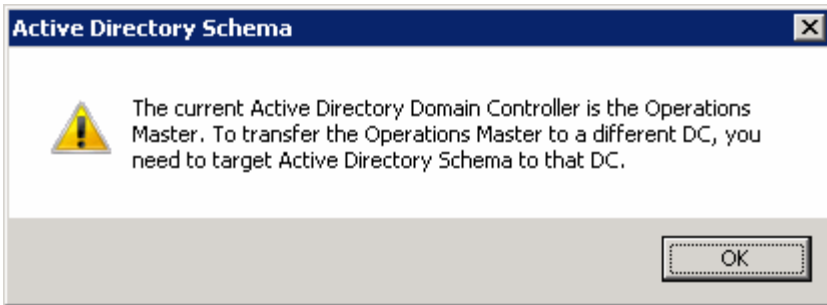 Active Directory Schema
The current Active Directory Domain Controller is the Operations
Master. To transfer the Operations Master to a different DC, you
need to target Active Directory Schema to that DC.
OK